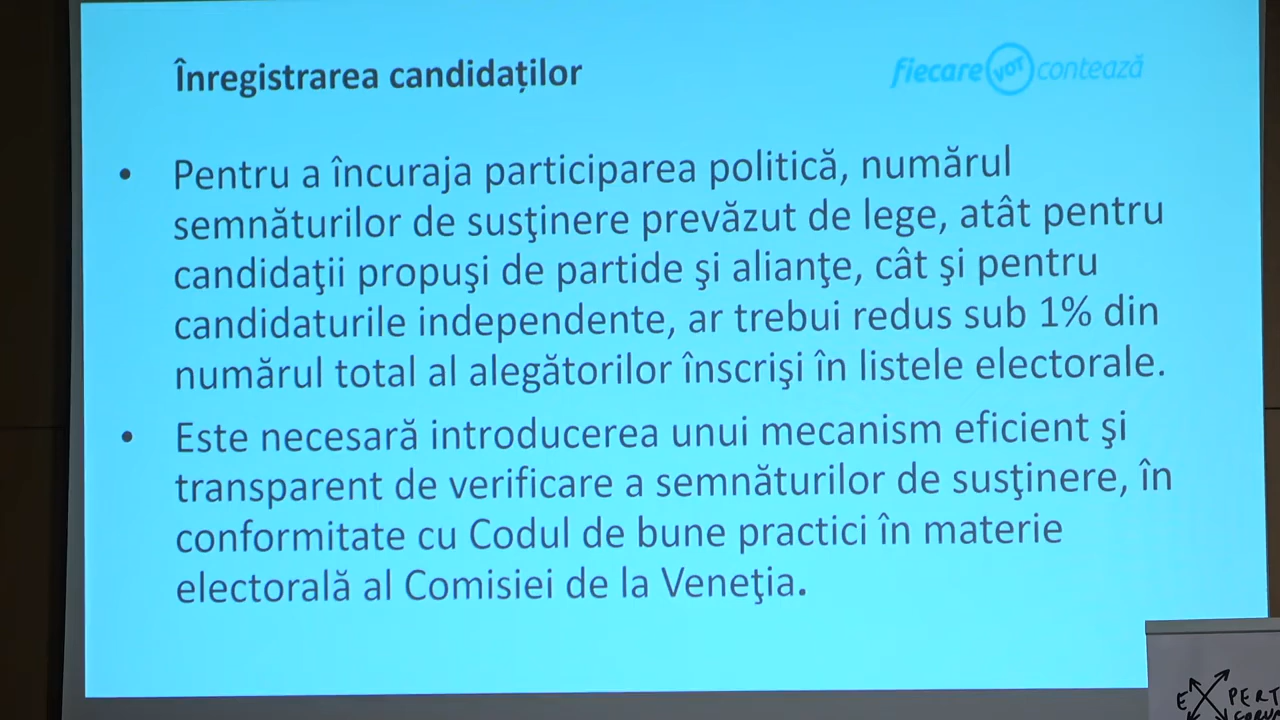 Înregistrarea candidaților
fiecare VOT contează
• Pentru a încuraja participarea politică, numărul
semnăturilor de susţinere prevăzut de lege, atât pentru
candidaţii propuşi de partide şi alianţe, cât şi pentru
candidaturile independente, ar trebui redus sub 1% din
numărul total al alegătorilor înscrişi în listele electorale.
• Este necesară introducerea unui mecanism eficient şi
transparent de verificare a semnăturilor de susţinere, în
conformitate cu Codul de bune practici în materie
electorală al Comisiei de la Veneţia.
EXPERT